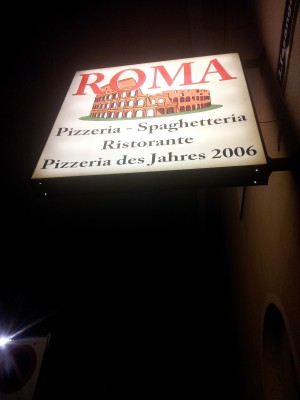 ROMA
Pizzeria - Spaghetteria
Ristorante
Pizzeria des Jahres 2006